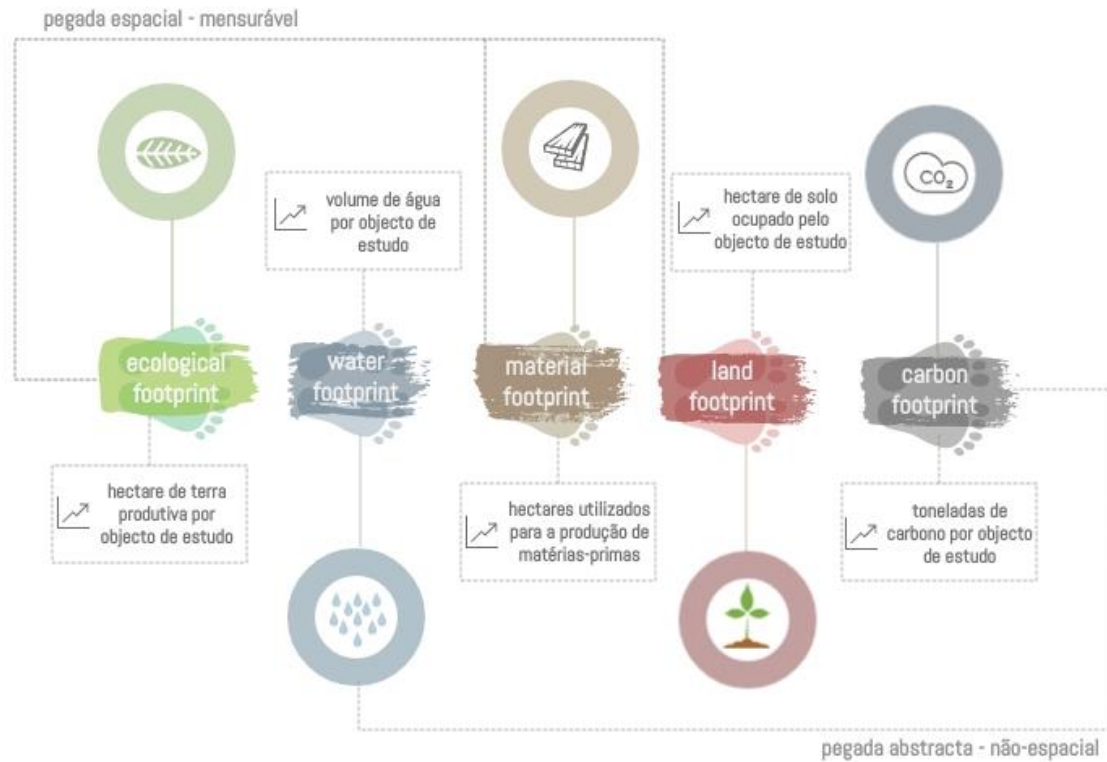 pegada espacial - mensurável
CO2
volume de água
por objecto de
estudo
hectare de solo
ocupado pelo
objecto de estudo
ecological
footprint
water
footprint
material
footprint
land
footprint
carbon
footprint
hectare de terra
produtiva por
objecto de estudo
hectares utilizados
para a produção de
matérias-primas
toneladas de
carbono por objecto
de estudo
pegada abstracta - não-espacial